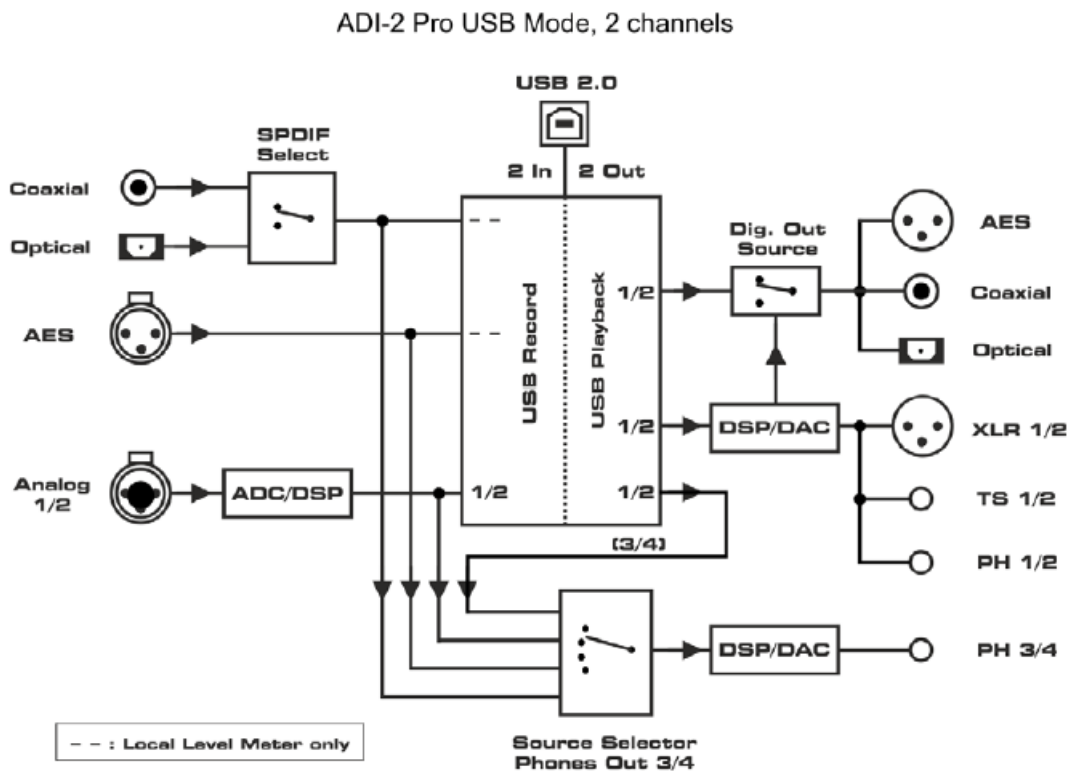 ADI-2 Pro USB Mode, 2 channels
USB 2.0
SPDIF
Select
2 In
2 Out
Coaxial
Optical
AES
Analog
1/2
ADC/DSP
- -
- -
1/2
USB Record
USB Playback
1/2
1/2
1/2
(3/4)
Dig. Out
Source
DSP/DAC
AES
Coaxial
Optical
XLR 1/2
TS 1/2
PH 1/2
DSP/DAC
PH 3/4
Source Selector
Phones Out 3/4
- - : Local Level Meter only